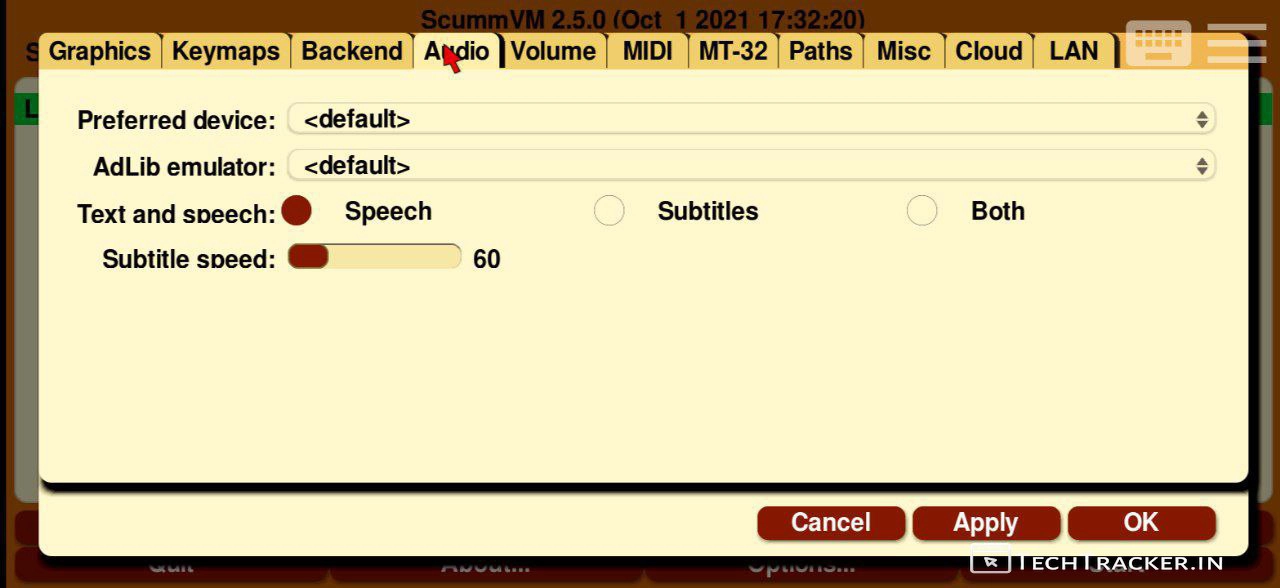 ScummVM 2.5.0 (Oct 1 2021 17:32:20)
Graphics Keymaps Backend Audio Volume MIDI MT-32 Paths Misc Cloud LAN
Preferred device: <default>
AdLib emulator: <default>
Text and speech: Speech Subtitles Both
Subtitle speed: 60
Cancel Apply OK
Quit About... Options...
TECHTRACKER.IN